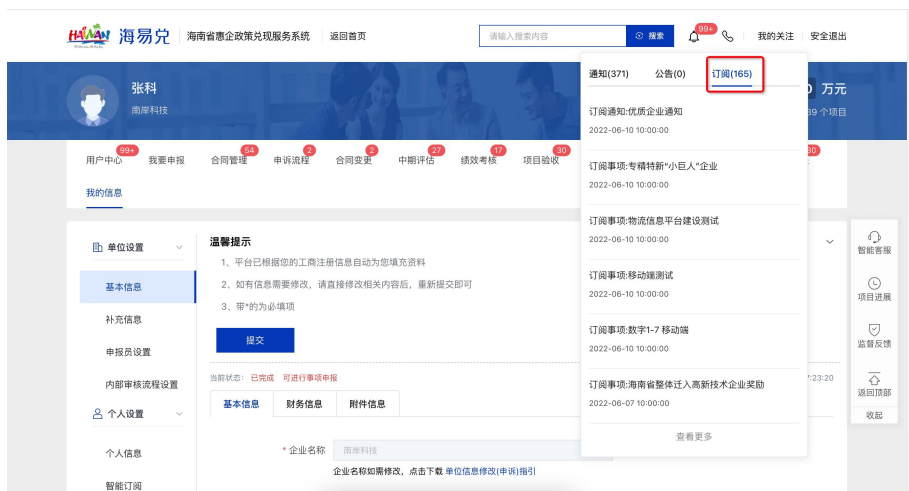 HAINAN 海易兑 海南省惠企政策兑现服务系统 返回首页 请输入搜索内容 搜索 99+ 我的关注 安全退出
张科
南岸科技
万元
39 个项目
通知(371) 公告(0) 订阅(165)
订阅通知:优质企业通知
2022-06-10 10:00:00
订阅事项:专精特新“小巨人”企业
2022-06-10 10:00:00
订阅事项:物流信息平台建设测试
2022-06-10 10:00:00
订阅事项:移动端测试
2022-06-10 10:00:00
订阅事项:数字1-7 移动端
2022-06-10 10:00:00
订阅事项:海南省整体迁入高新技术企业奖励
2022-06-07 10:00:00
查看更多
用户中心 99+ 我要申报 合同管理 54 申诉流程 2 合同变更 2 中期评估 27 绩效考核 17 项目验收 30 30
我的信息
单位设置
基本信息
补充信息
申报员设置
内部审核流程设置
个人设置
个人信息
智能订阅
温馨提示
1、平台已根据您的工商注册信息自动为您填充资料
2、如有信息需要修改，请直接修改相关内容后，重新提交即可
3、带*的为必填项
提交
当前状态: 已完成 可进行事项申报 7:23:20
基本信息 财务信息 附件信息
* 企业名称 南岸科技
企业名称如需修改，点击下载 单位信息修改(申诉)指引
智能客服
项目进展
监督反馈
返回顶部
收起